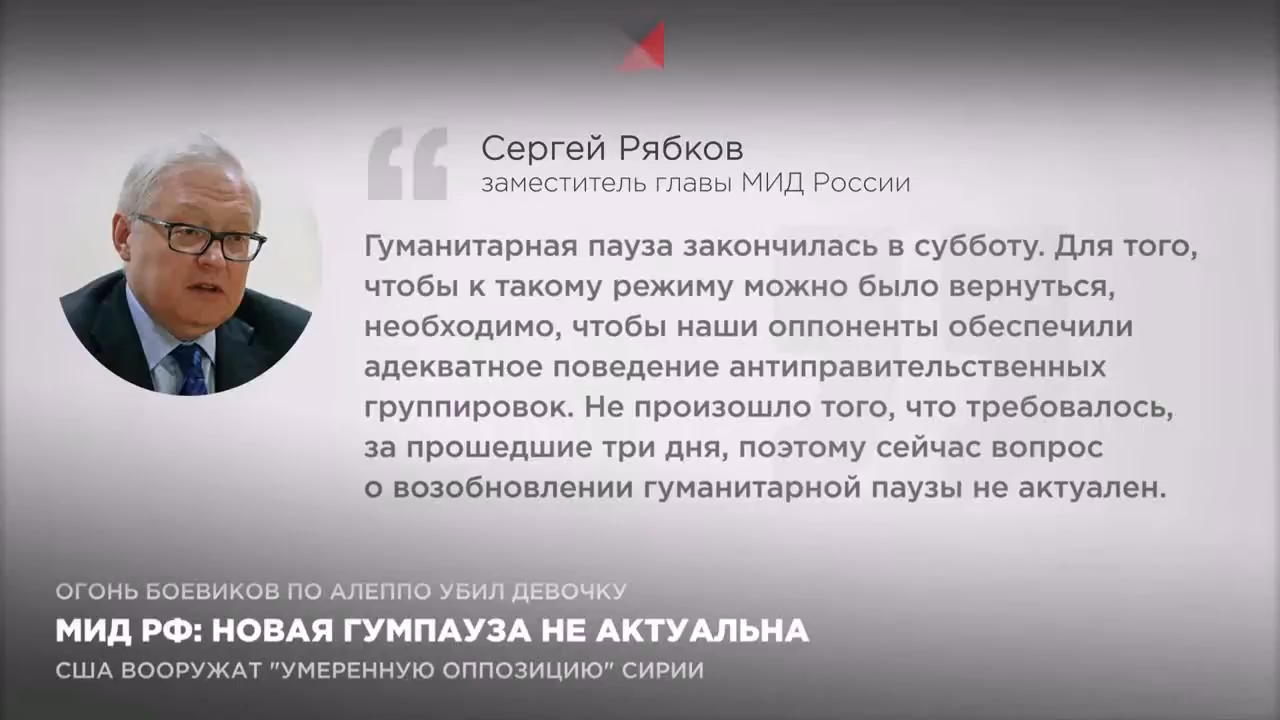 Сергей Рябков
заместитель главы МИД России
Гуманитарная пауза закончилась в субботу. Для того,
чтобы к такому режиму можно было вернуться,
необходимо, чтобы наши оппоненты обеспечили
адекватное поведение антиправительственных
группировок. Не произошло того, что требовалось,
за прошедшие три дня, поэтому сейчас вопрос
о возобновлении гуманитарной паузы не актуален.
ОГОНЬ БОЕВИКОВ ПО АЛЕППО УБИЛ ДЕВОЧКУ
МИД РФ: НОВАЯ ГУМПАУЗА НЕ АКТУАЛЬНА
США ВООРУЖАТ "УМЕРЕННУЮ ОППОЗИЦИЮ" СИРИИ